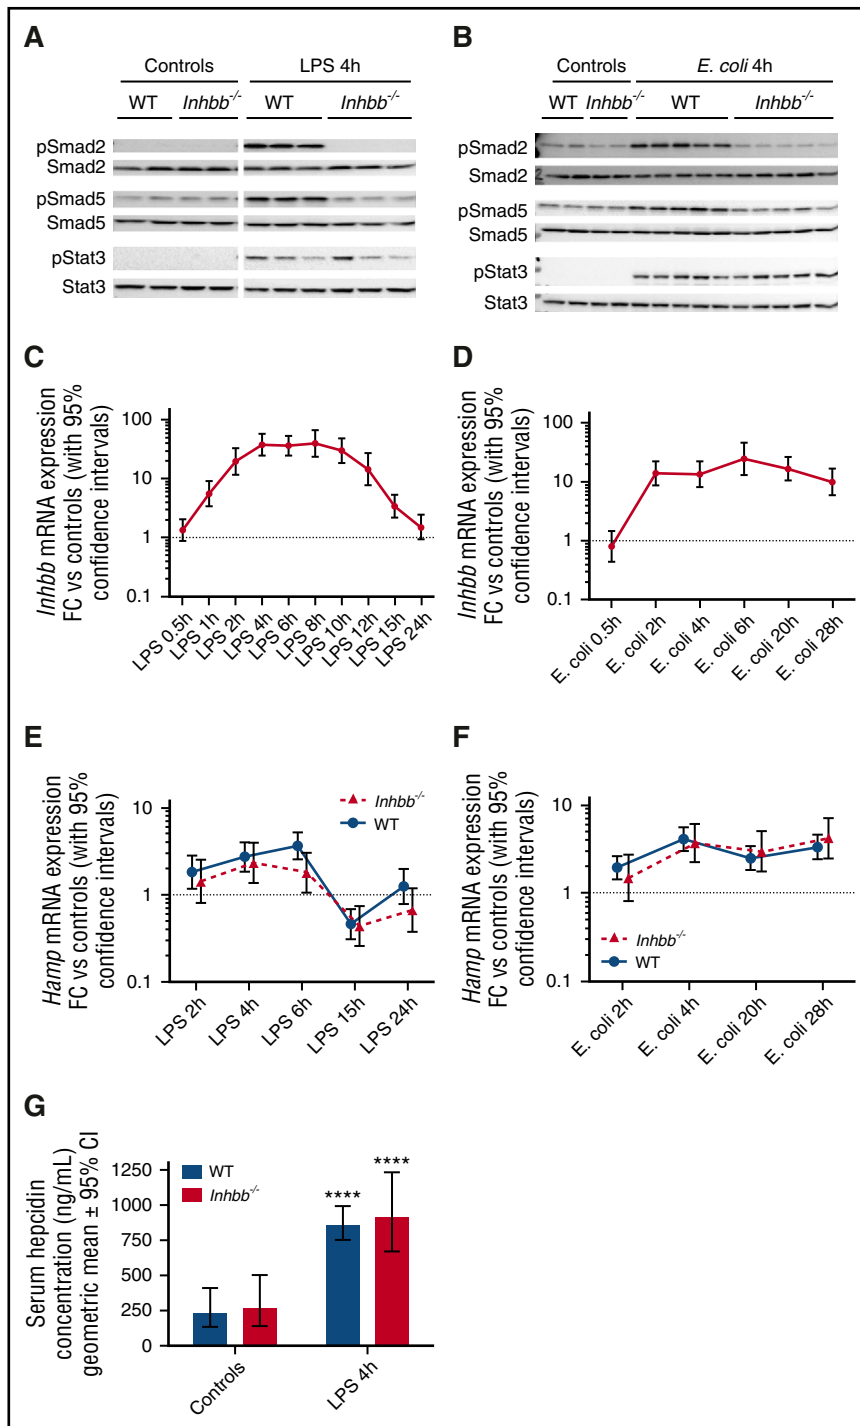 A
Controls
LPS 4h
WT
Inhbb-/-
WT
Inhbb-/-
pSmad2
Smad2
pSmad5
Smad5
pStat3
Stat3
B
Controls
E. coli 4h
WT
Inhbb-/-
WT
Inhbb-/-
pSmad2
Smad2
pSmad5
Smad5
pStat3
Stat3
C
Inhbb mRNA expression
FC vs controls (with 95%
confidence intervals)
100
10
1
0.1
LPS 0.5h
LPS 1h
LPS 2h
LPS 4h
LPS 6h
LPS 8h
LPS 10h
LPS 12h
LPS 15h
LPS 24h
D
Inhbb mRNA expression
FC vs controls (with 95%
confidence intervals)
100
10
1
0.1
E. coli 0.5h
E. coli 2h
E. coli 4h
E. coli 6h
E. coli 20h
E. coli 28h
E
Hamp mRNA expression
FC vs controls (with 95%
confidence intervals)
10
1
0.1
Inhbb-/-
WT
LPS 2h
LPS 4h
LPS 6h
LPS 15h
LPS 24h
F
Hamp mRNA expression
FC vs controls (with 95%
confidence intervals)
10
1
0.1
Inhbb-/-
WT
E. coli 2h
E. coli 4h
E. coli 20h
E. coli 28h
G
Serum hepcidin
concentration (ng/mL)
geometric mean ± 95% CI
1250
1000
750
500
250
0
WT
Inhbb-/-
****
****
Controls
LPS 4h